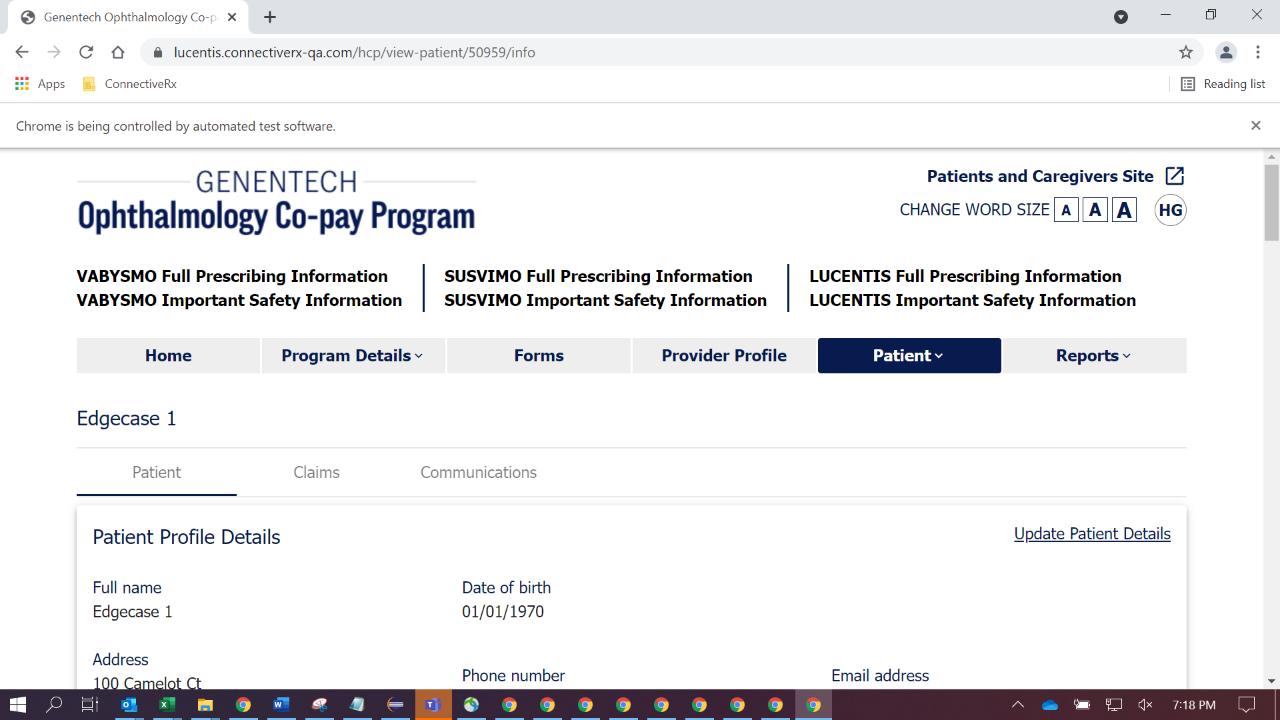 Genentech Ophthalmology Co-p
lucentis.connectiverx-qa.com/hcp/view-patient/50959/info
Apps
ConnectiveRx
Reading list
Chrome is being controlled by automated test software.
GENENTECH
Ophthalmology Co-pay Program
Patients and Caregivers Site
CHANGE WORD SIZE A A A HG
VABYSMO Full Prescribing Information
VABYSMO Important Safety Information
SUSVIMO Full Prescribing Information
SUSVIMO Important Safety Information
LUCENTIS Full Prescribing Information
LUCENTIS Important Safety Information
Home
Program Details
Forms
Provider Profile
Patient
Reports
Edgecase 1
Patient
Claims
Communications
Patient Profile Details
Update Patient Details
Full name
Edgecase 1
Date of birth
01/01/1970
Address
100 Camelot Ct
Phone number
Email address
7:18 PM